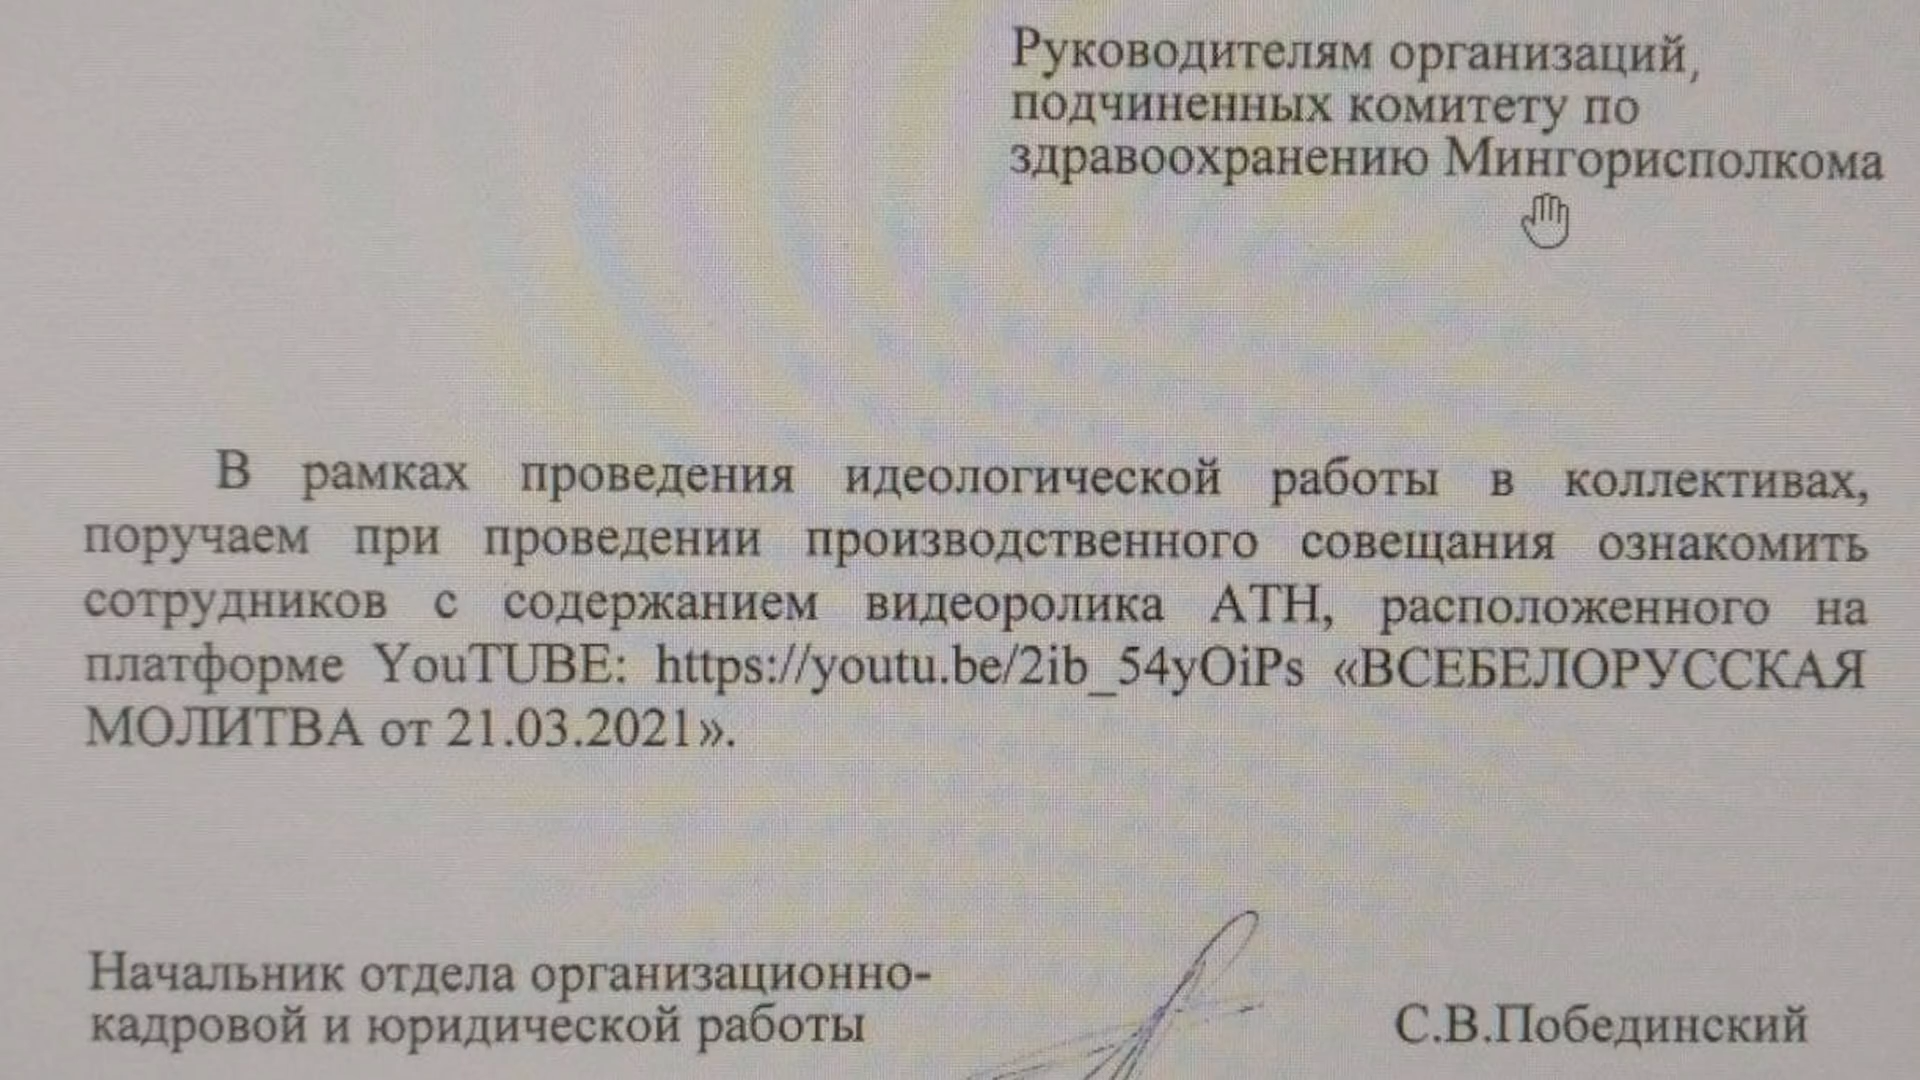 Руководителям организаций,
подчиненных комитету по
здравоохранению Мингорисполкома
В рамках проведения идеологической работы в коллективах,
поручаем при проведении производственного совещания ознакомить
сотрудников с содержанием видеоролика АТН, расположенного на
платформе YouTUBE: https://youtu.be/2ib_54yOiPs «ВСЕБЕЛОРУССКАЯ
МОЛИТВА от 21.03.2021».
Начальник отдела организационно-
кадровой и юридической работы
С.В.Побединский